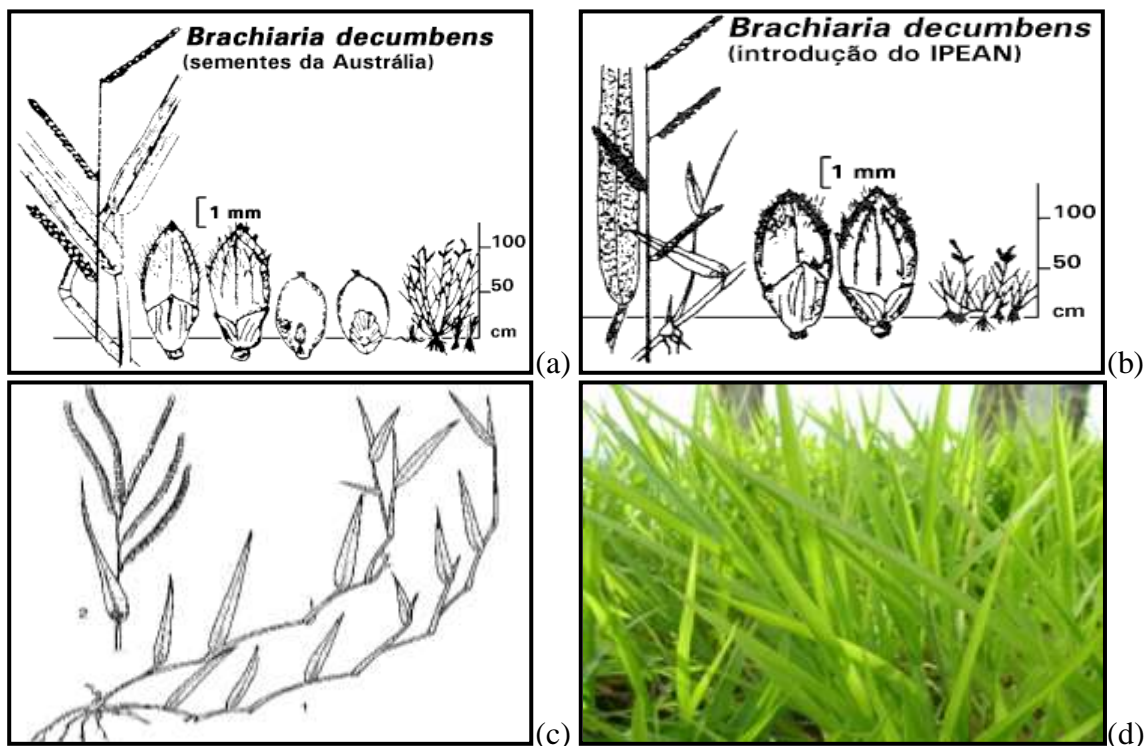 Brachiaria decumbens
(sementes da Austrália)
1 mm
100
50
cm
(a)
Brachiaria decumbens
(introdução do IPEAN)
1 mm
100
50
cm
(b)
2
1
(c)
(d)